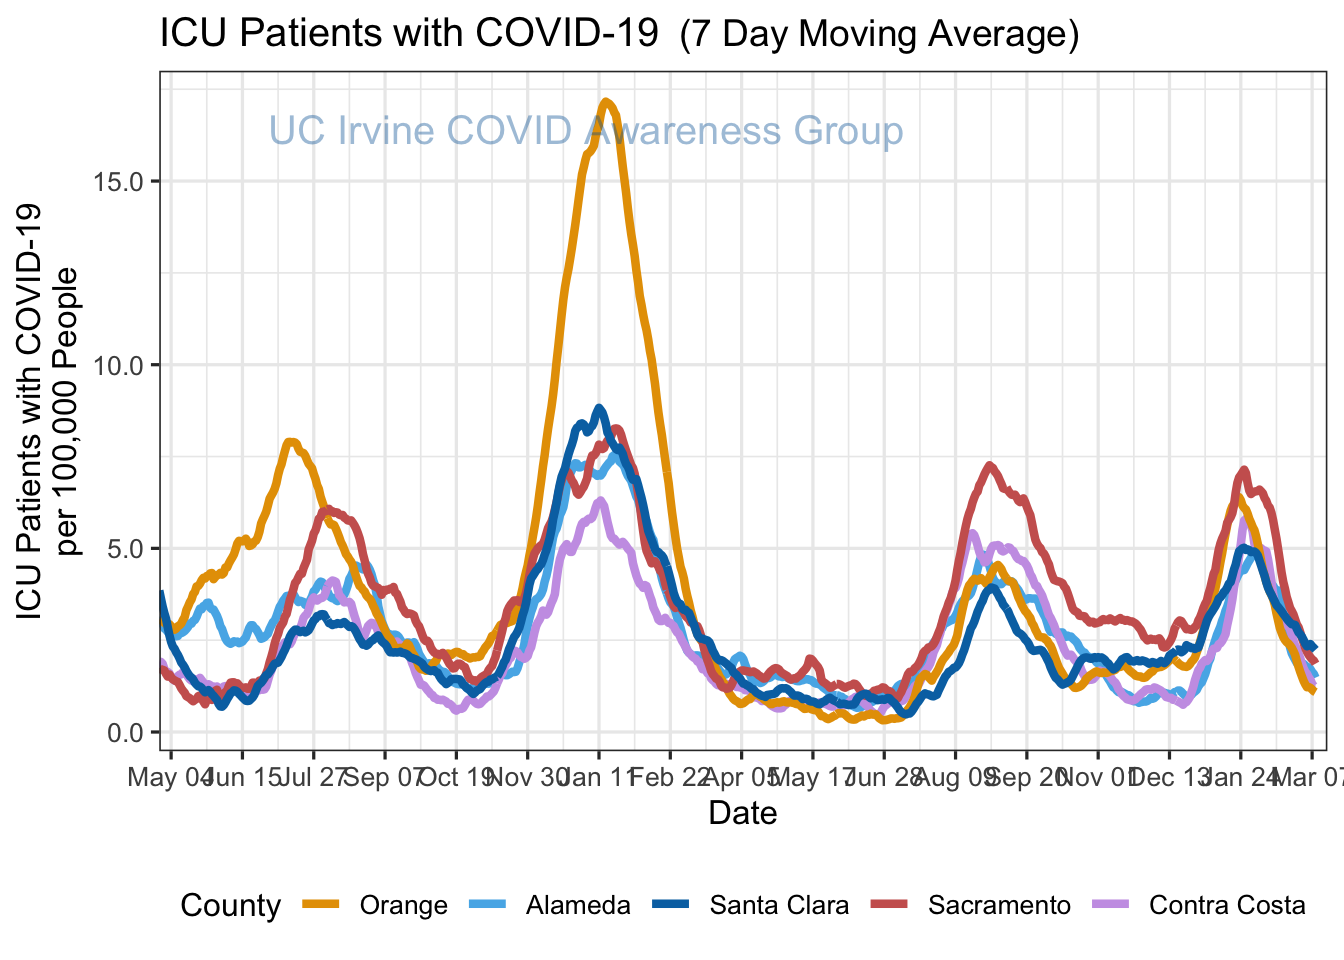 ICU Patients with COVID-19 (7 Day Moving Average)
UC Irvine COVID Awareness Group
ICU Patients with COVID-19
per 100,000 People
15.0
10.0
5.0
0.0
May 04 Jun 15 Jul 27 Sep 07 Oct 19 Nov 30 Jan 11 Feb 22 Apr 05 May 17 Jun 28 Aug 09 Sep 20 Nov 01 Dec 13 Jan 24 Mar 07
Date
County Orange Alameda Santa Clara Sacramento Contra Costa